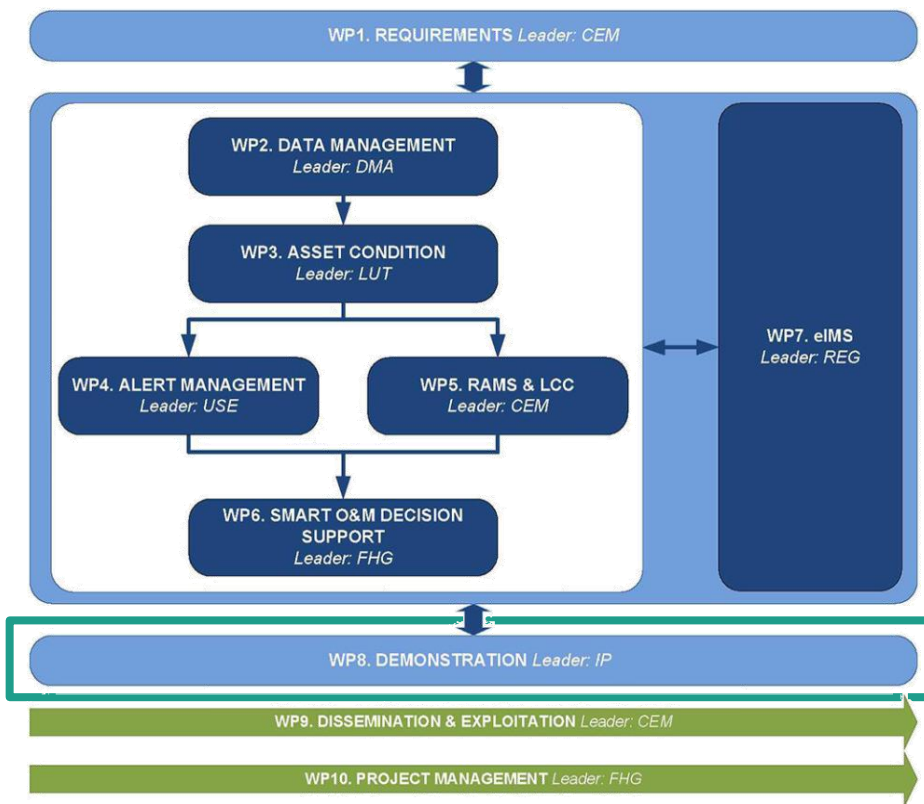 WP1. REQUIREMENTS Leader: CEM
WP2. DATA MANAGEMENT
Leader: DMA
WP3. ASSET CONDITION
Leader: LUT
WP4. ALERT MANAGEMENT
Leader: USE
WP5. RAMS & LCC
Leader: CEM
WP6. SMART O&M DECISION
SUPPORT
Leader: FHG
WP7. eIMS
Leader: REG
WP8. DEMONSTRATION Leader: IP
WP9. DISSEMINATION & EXPLOITATION Leader: CEM
WP10. PROJECT MANAGEMENT Leader: FHG